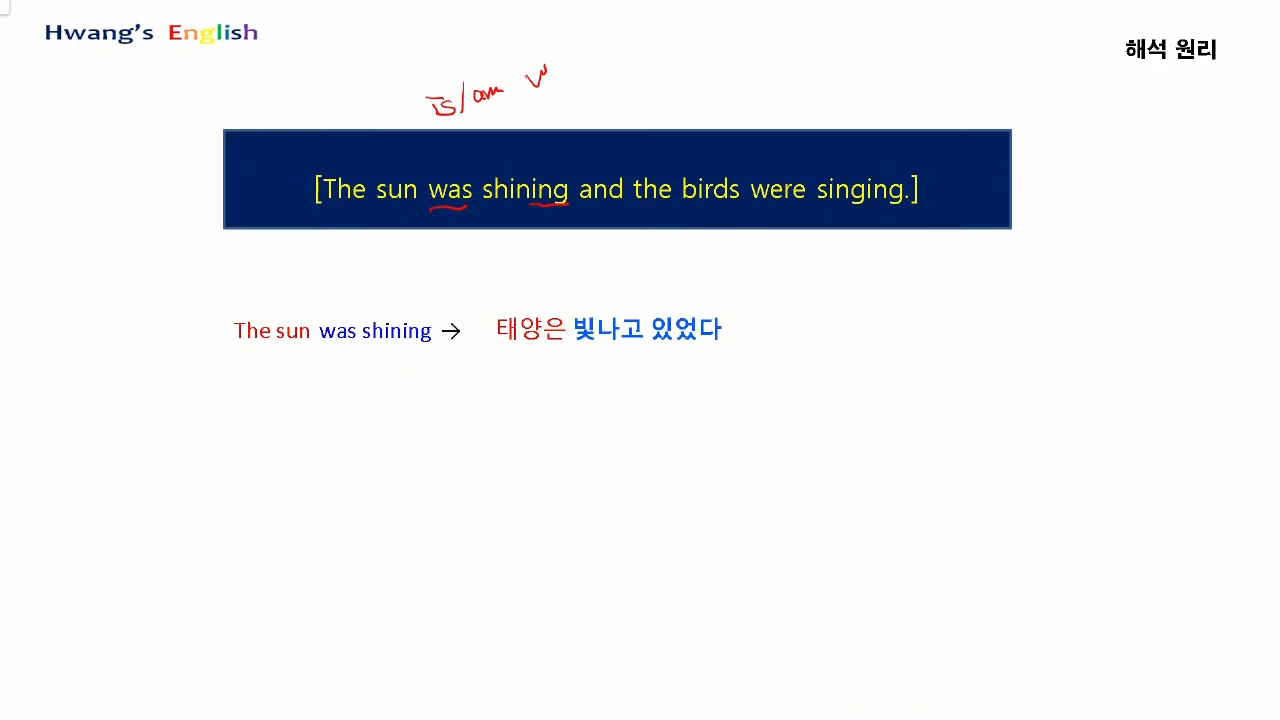 Hwang's English
해석 원리
is/am
[The sun was shining and the birds were singing.]
The sun was shining → 태양은 빛나고 있었다